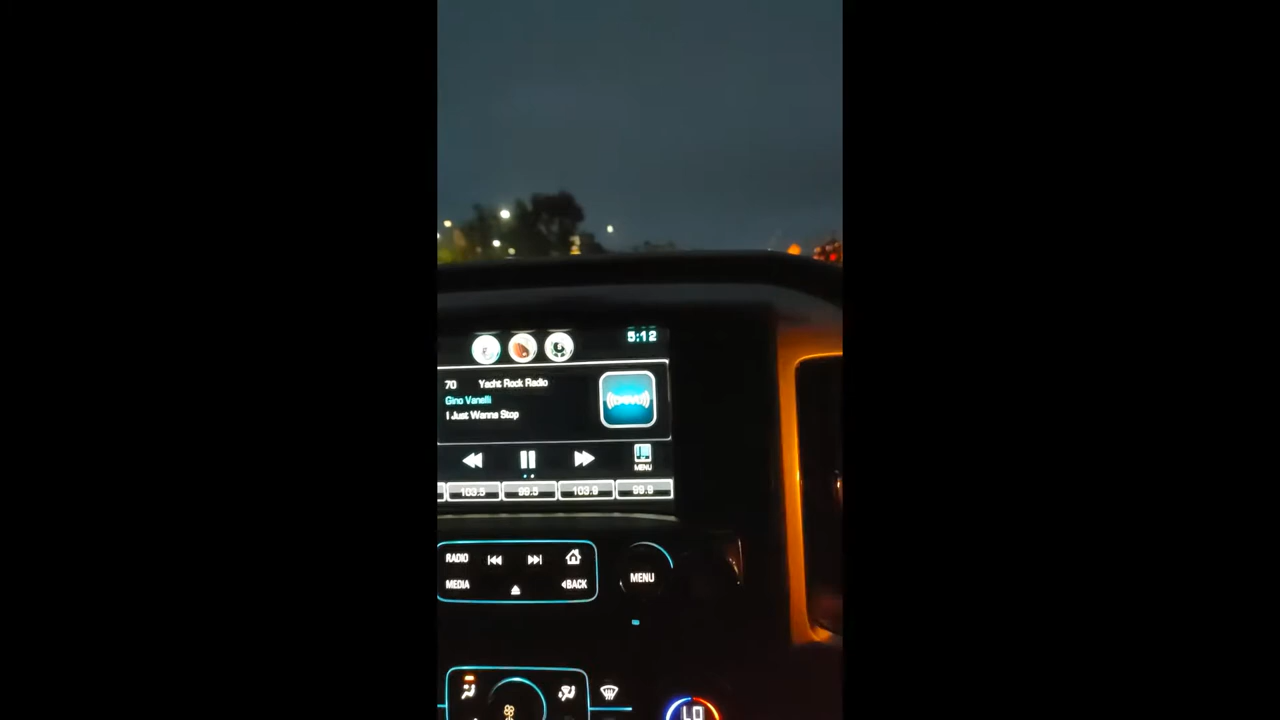 5:12
70 Yacht Rock Radio
Gino Vanelli
I Just Wanna Stop
MENU
103.5 99.5 103.9 99.9
RADIO
MEDIA BACK
MENU
LO